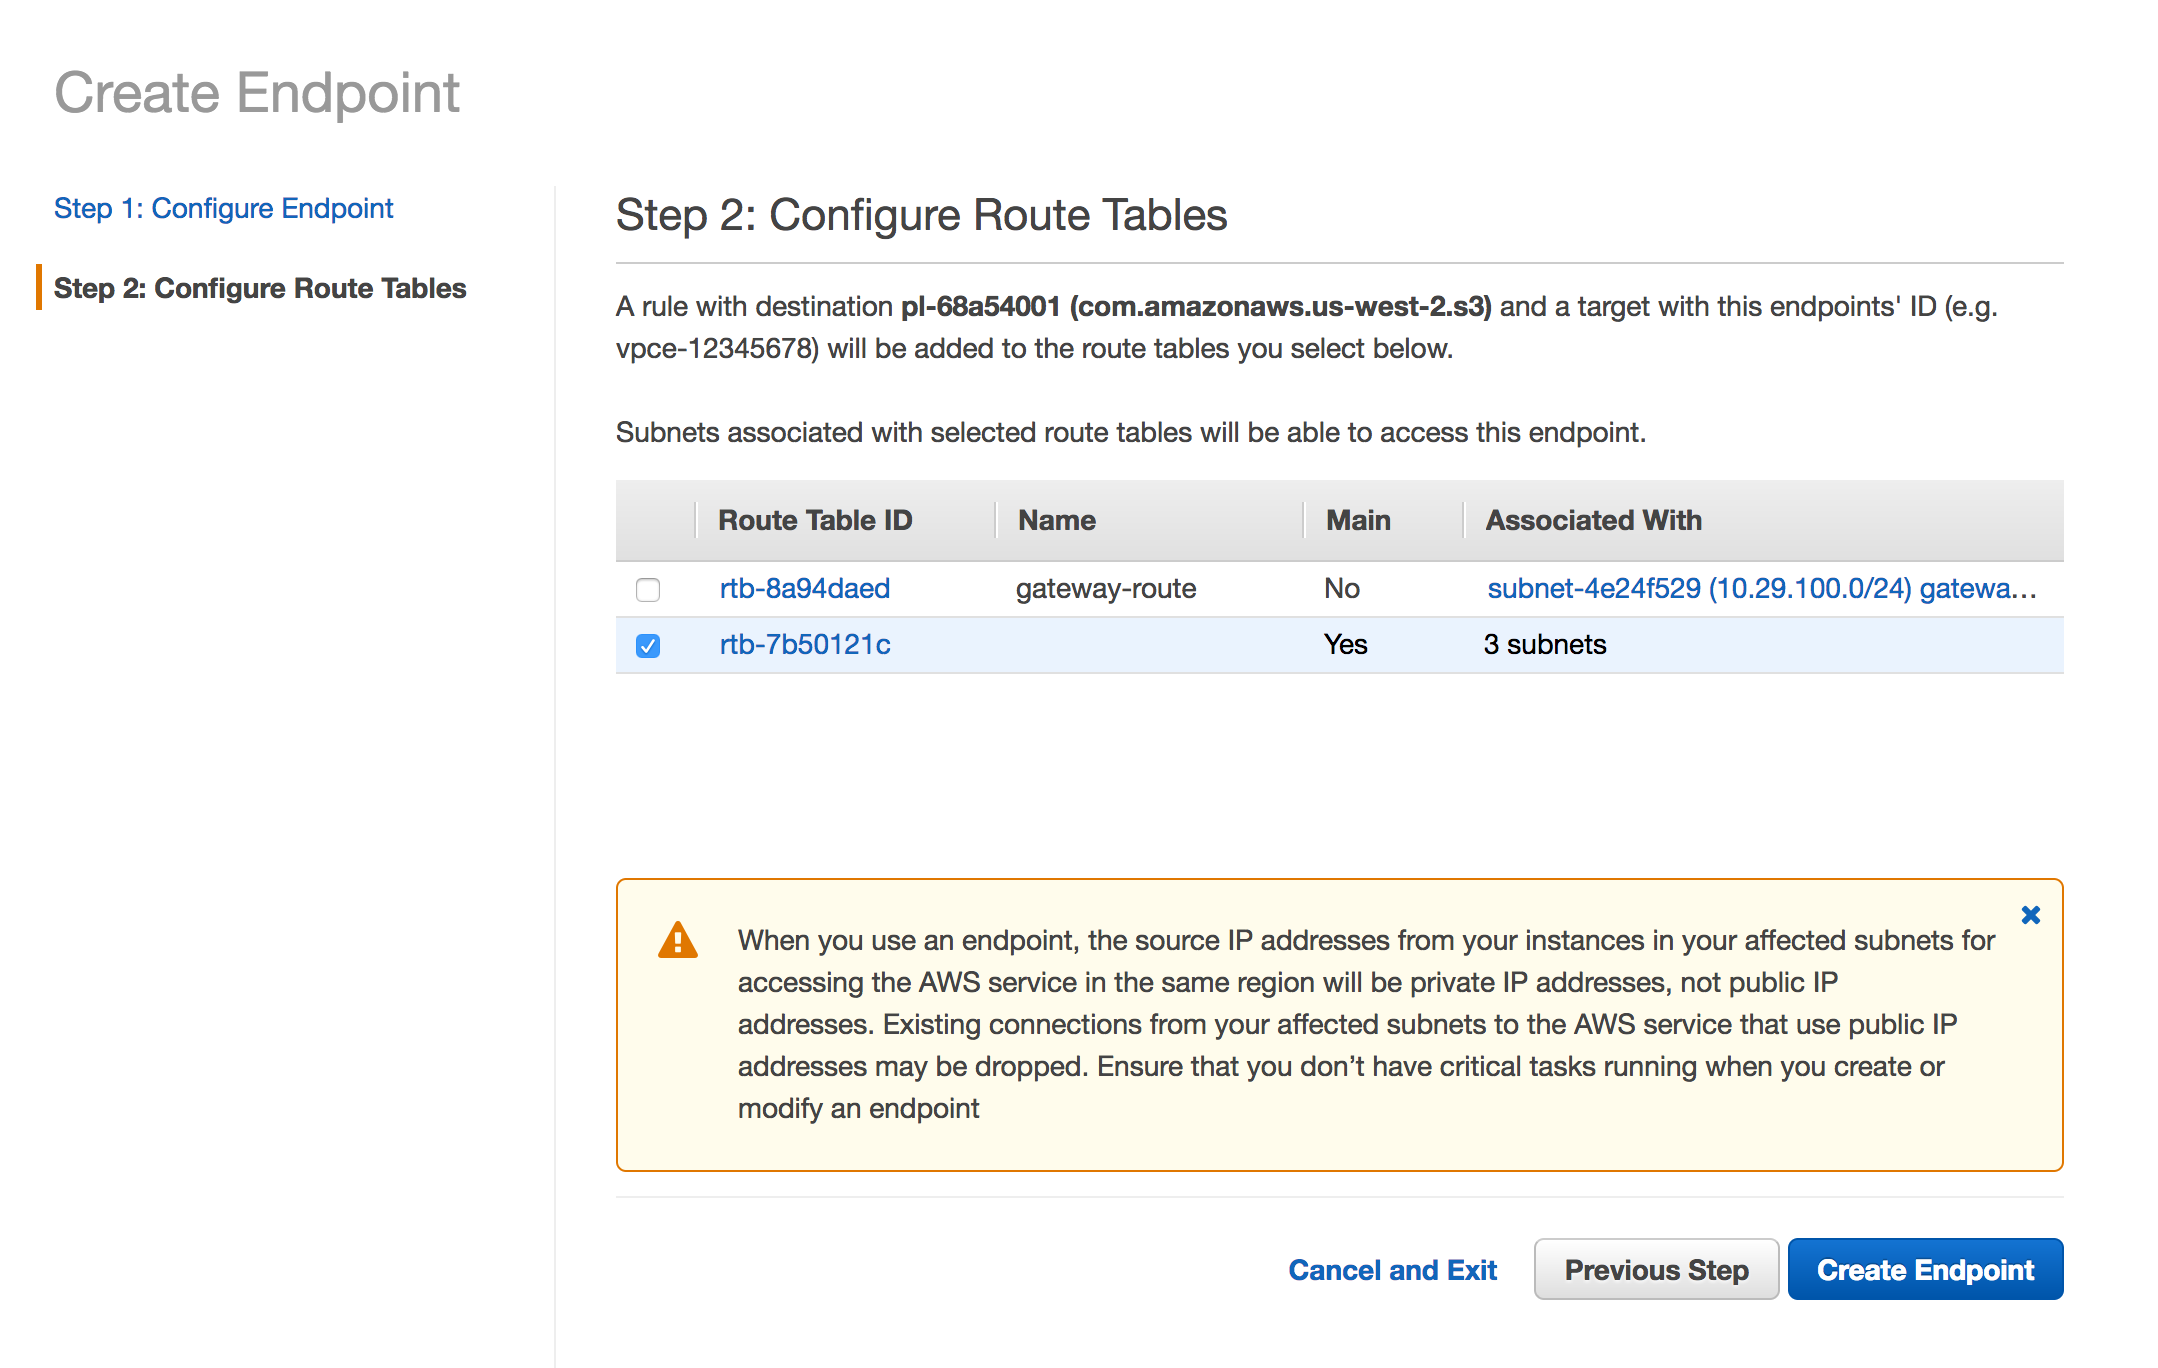 Create Endpoint
Step 1: Configure Endpoint
Step 2: Configure Route Tables
Step 2: Configure Route Tables
A rule with destination pl-68a54001 (com.amazonaws.us-west-2.s3) and a target with this endpoints' ID (e.g.
vpce-12345678) will be added to the route tables you select below.
Subnets associated with selected route tables will be able to access this endpoint.
Route Table ID Name Main Associated With
rtb-8a94daed gateway-route No subnet-4e24f529 (10.29.100.0/24) gatewa...
rtb-7b50121c Yes 3 subnets
When you use an endpoint, the source IP addresses from your instances in your affected subnets for
accessing the AWS service in the same region will be private IP addresses, not public IP
addresses. Existing connections from your affected subnets to the AWS service that use public IP
addresses may be dropped. Ensure that you don’t have critical tasks running when you create or
modify an endpoint
Cancel and Exit Previous Step Create Endpoint